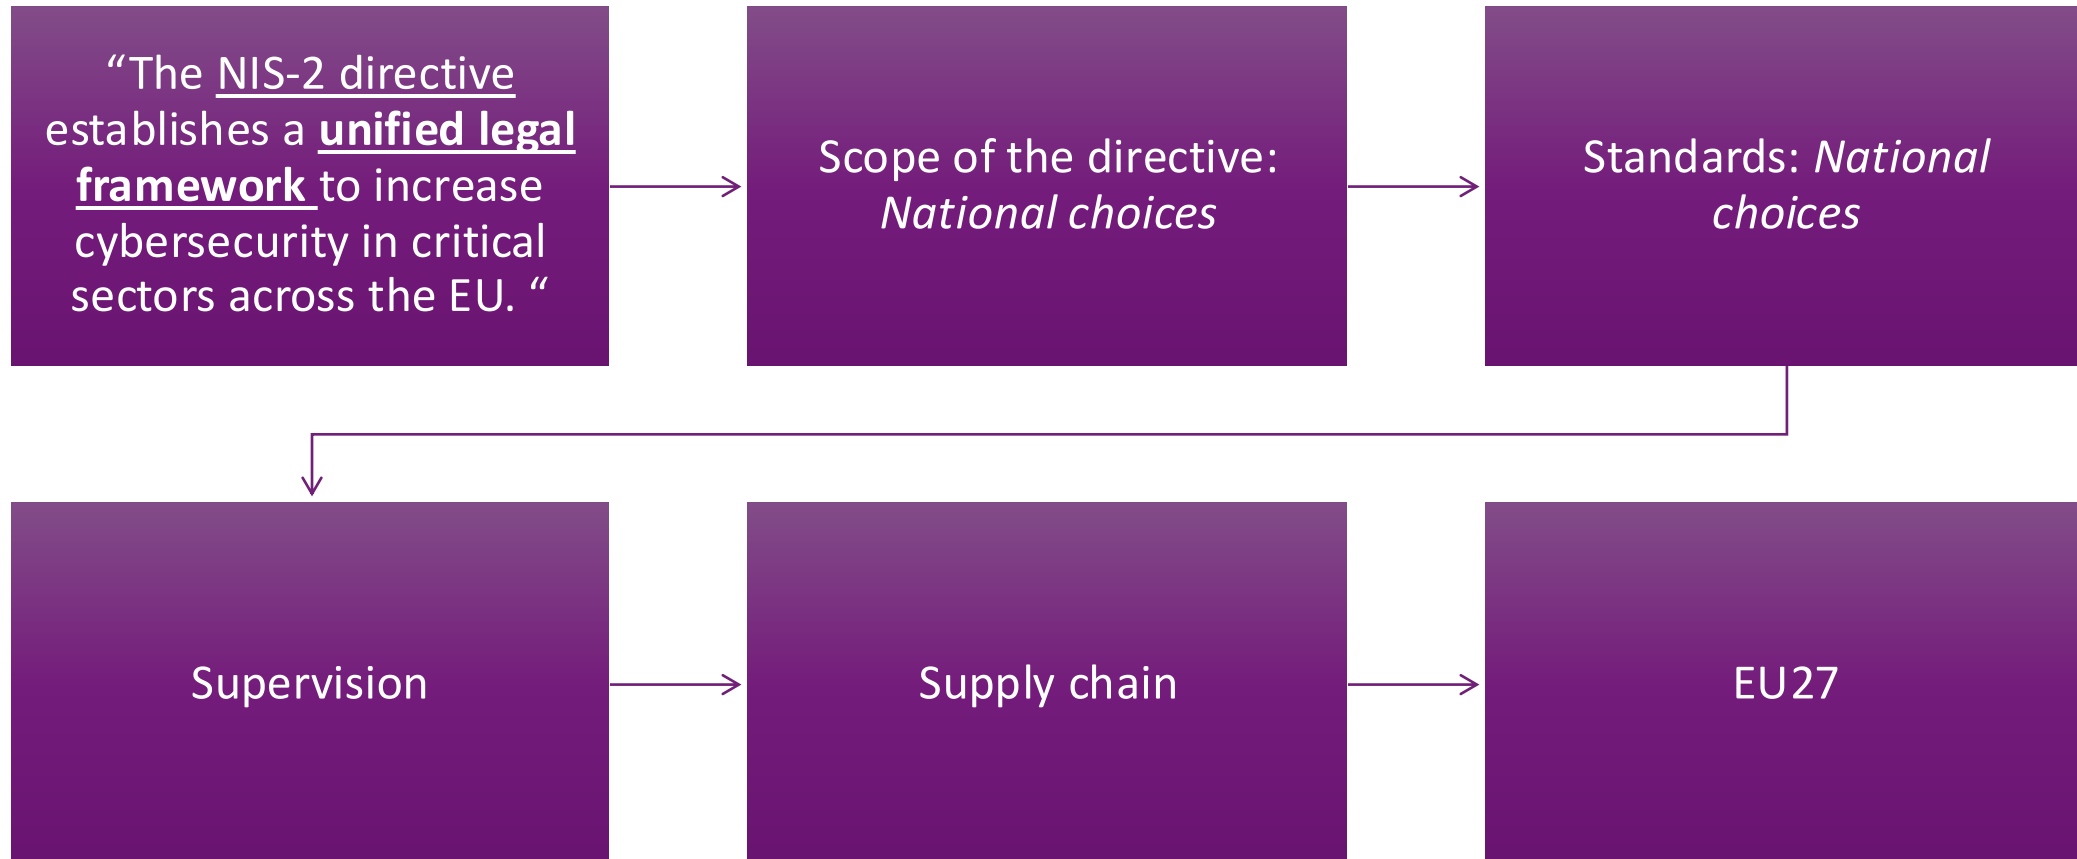 “The NIS-2 directive
establishes a unified legal
framework to increase
cybersecurity in critical
sectors across the EU. “
Scope of the directive:
National choices
Standards: National
choices
Supervision
Supply chain
EU27